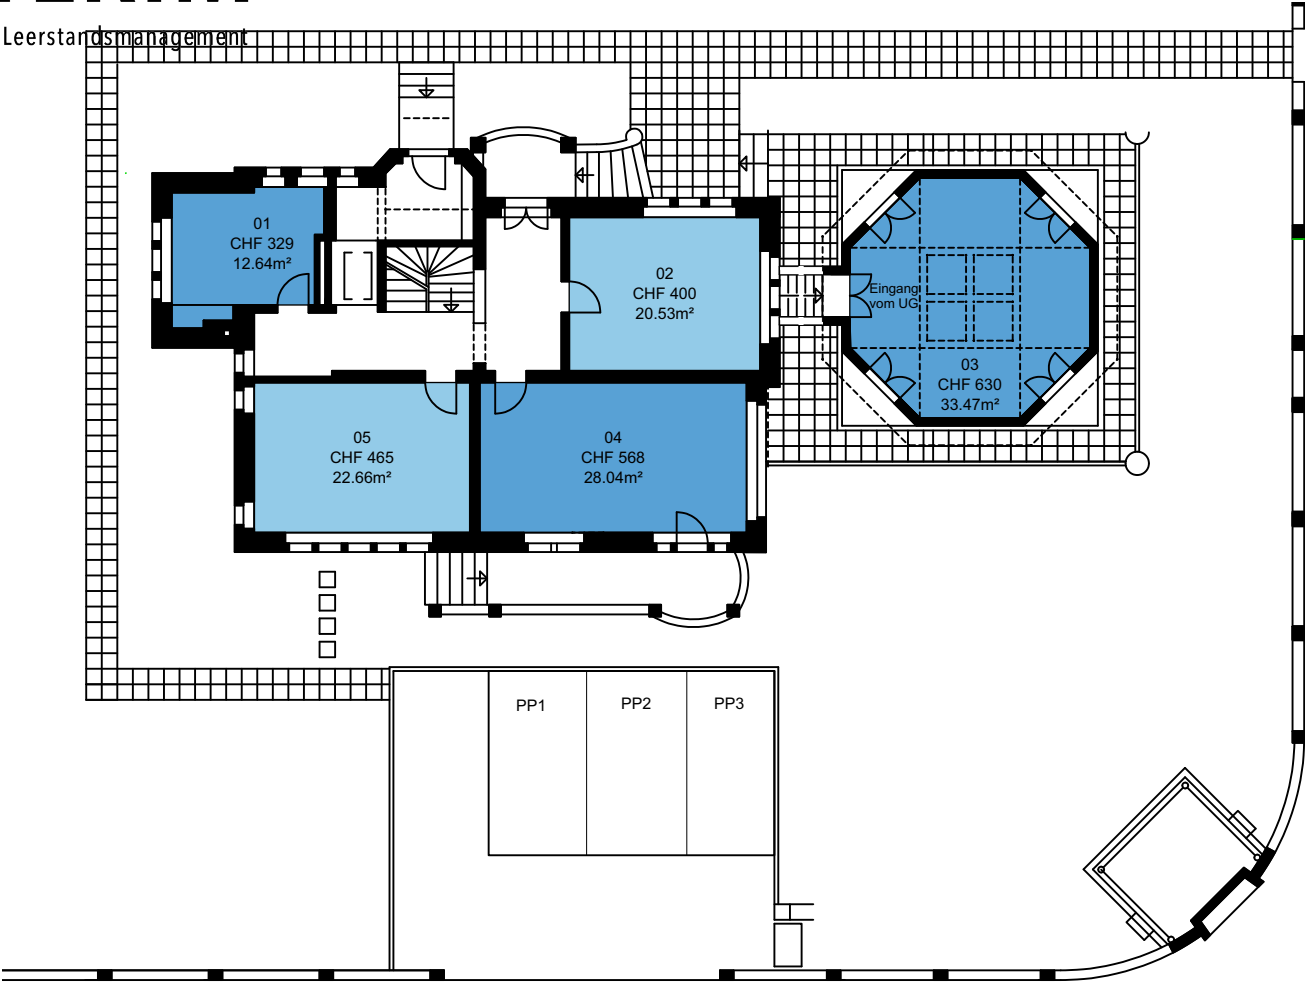 Leerstandsmanagement
01
CHF 329
12.64m²
02
CHF 400
20.53m²
Eingang
vom UG
03
CHF 630
33.47m²
05
CHF 465
22.66m²
04
CHF 568
28.04m²
PP1
PP2
PP3